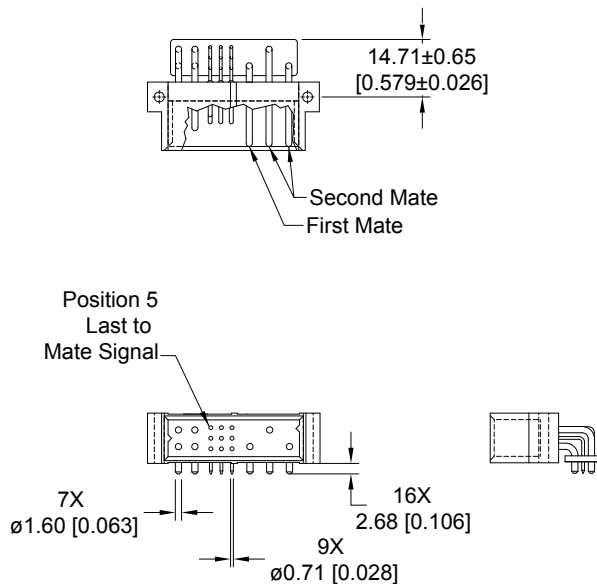 14.71±0.65
[0.579±0.026]
Second Mate
First Mate
Position 5
Last to
Mate Signal
7X
ø1.60 [0.063]
9X
ø0.71 [0.028]
16X
2.68 [0.106]